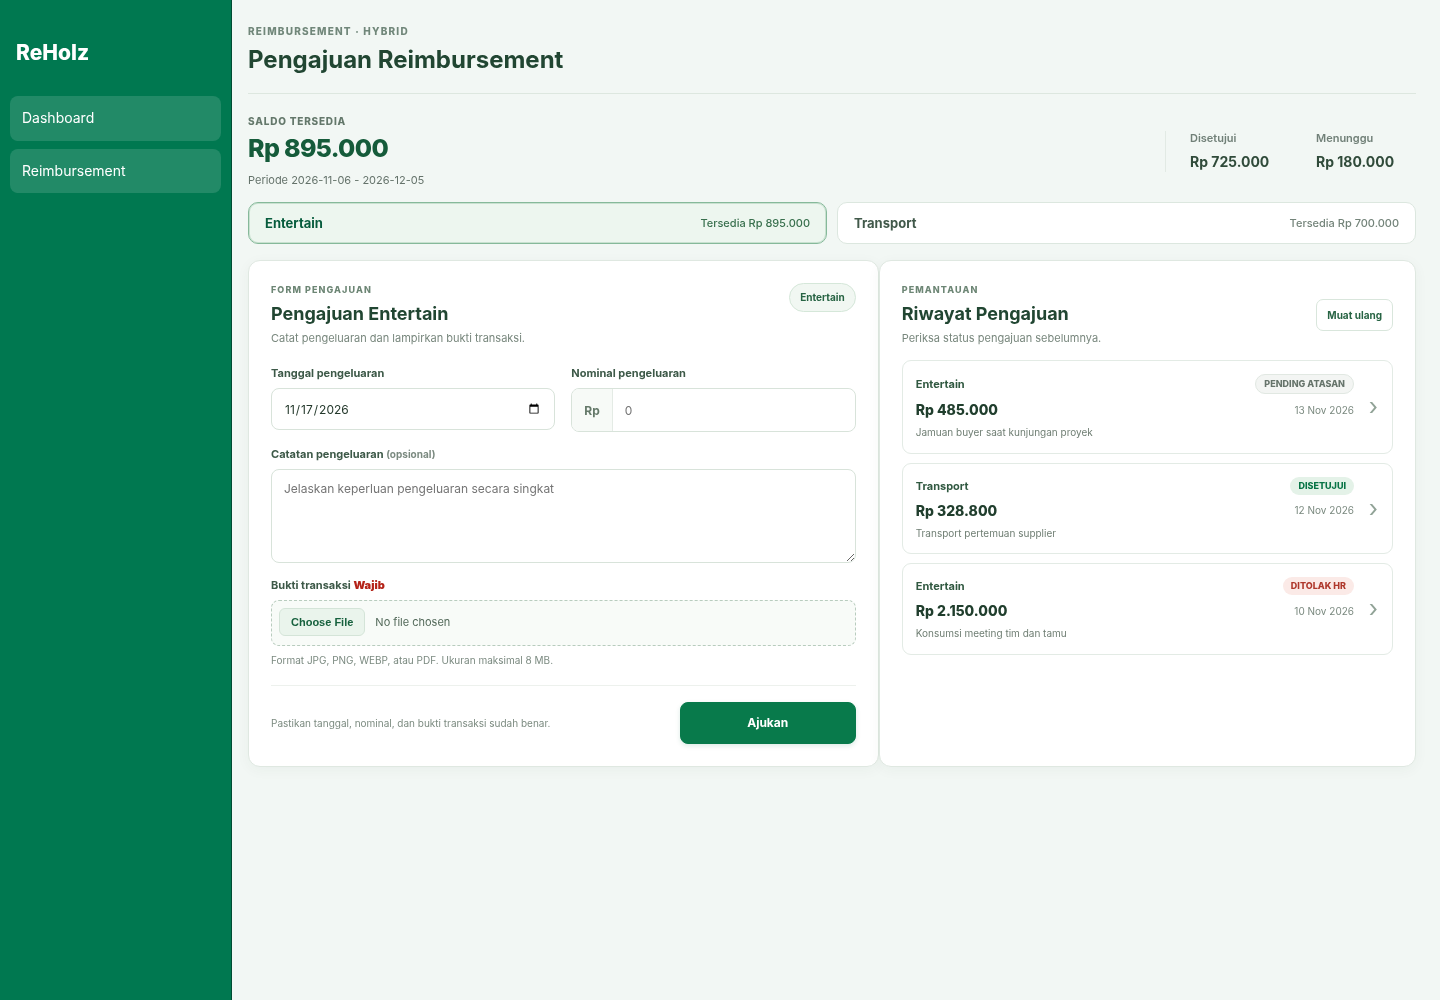 ReHolz
Dashboard
Reimbursement
REIMBURSEMENT · HYBRID
Pengajuan Reimbursement
SALDO TERSEDIA
Rp 895.000
Periode 2026-11-06 - 2026-12-05
Disetujui
Rp 725.000
Menunggu
Rp 180.000
Entertain
Tersedia Rp 895.000
Transport
Tersedia Rp 700.000
FORM PENGAJUAN
Pengajuan Entertain
Catat pengeluaran dan lampirkan bukti transaksi.
Entertain
Tanggal pengeluaran
11/17/2026
Nominal pengeluaran
Rp 0
Catatan pengeluaran (opsional)
Jelaskan keperluan pengeluaran secara singkat
Bukti transaksi Wajib
Choose File No file chosen
Format JPG, PNG, WEBP, atau PDF. Ukuran maksimal 8 MB.
Pastikan tanggal, nominal, dan bukti transaksi sudah benar.
Ajukan
PEMANTAUAN
Riwayat Pengajuan
Periksa status pengajuan sebelumnya.
Muat ulang
Entertain
PENDING ATASAN
Rp 485.000
13 Nov 2026
Jamuan buyer saat kunjungan proyek
Transport
DISETUJUI
Rp 328.800
12 Nov 2026
Transport pertemuan supplier
Entertain
DITOLAK HR
Rp 2.150.000
10 Nov 2026
Konsumsi meeting tim dan tamu